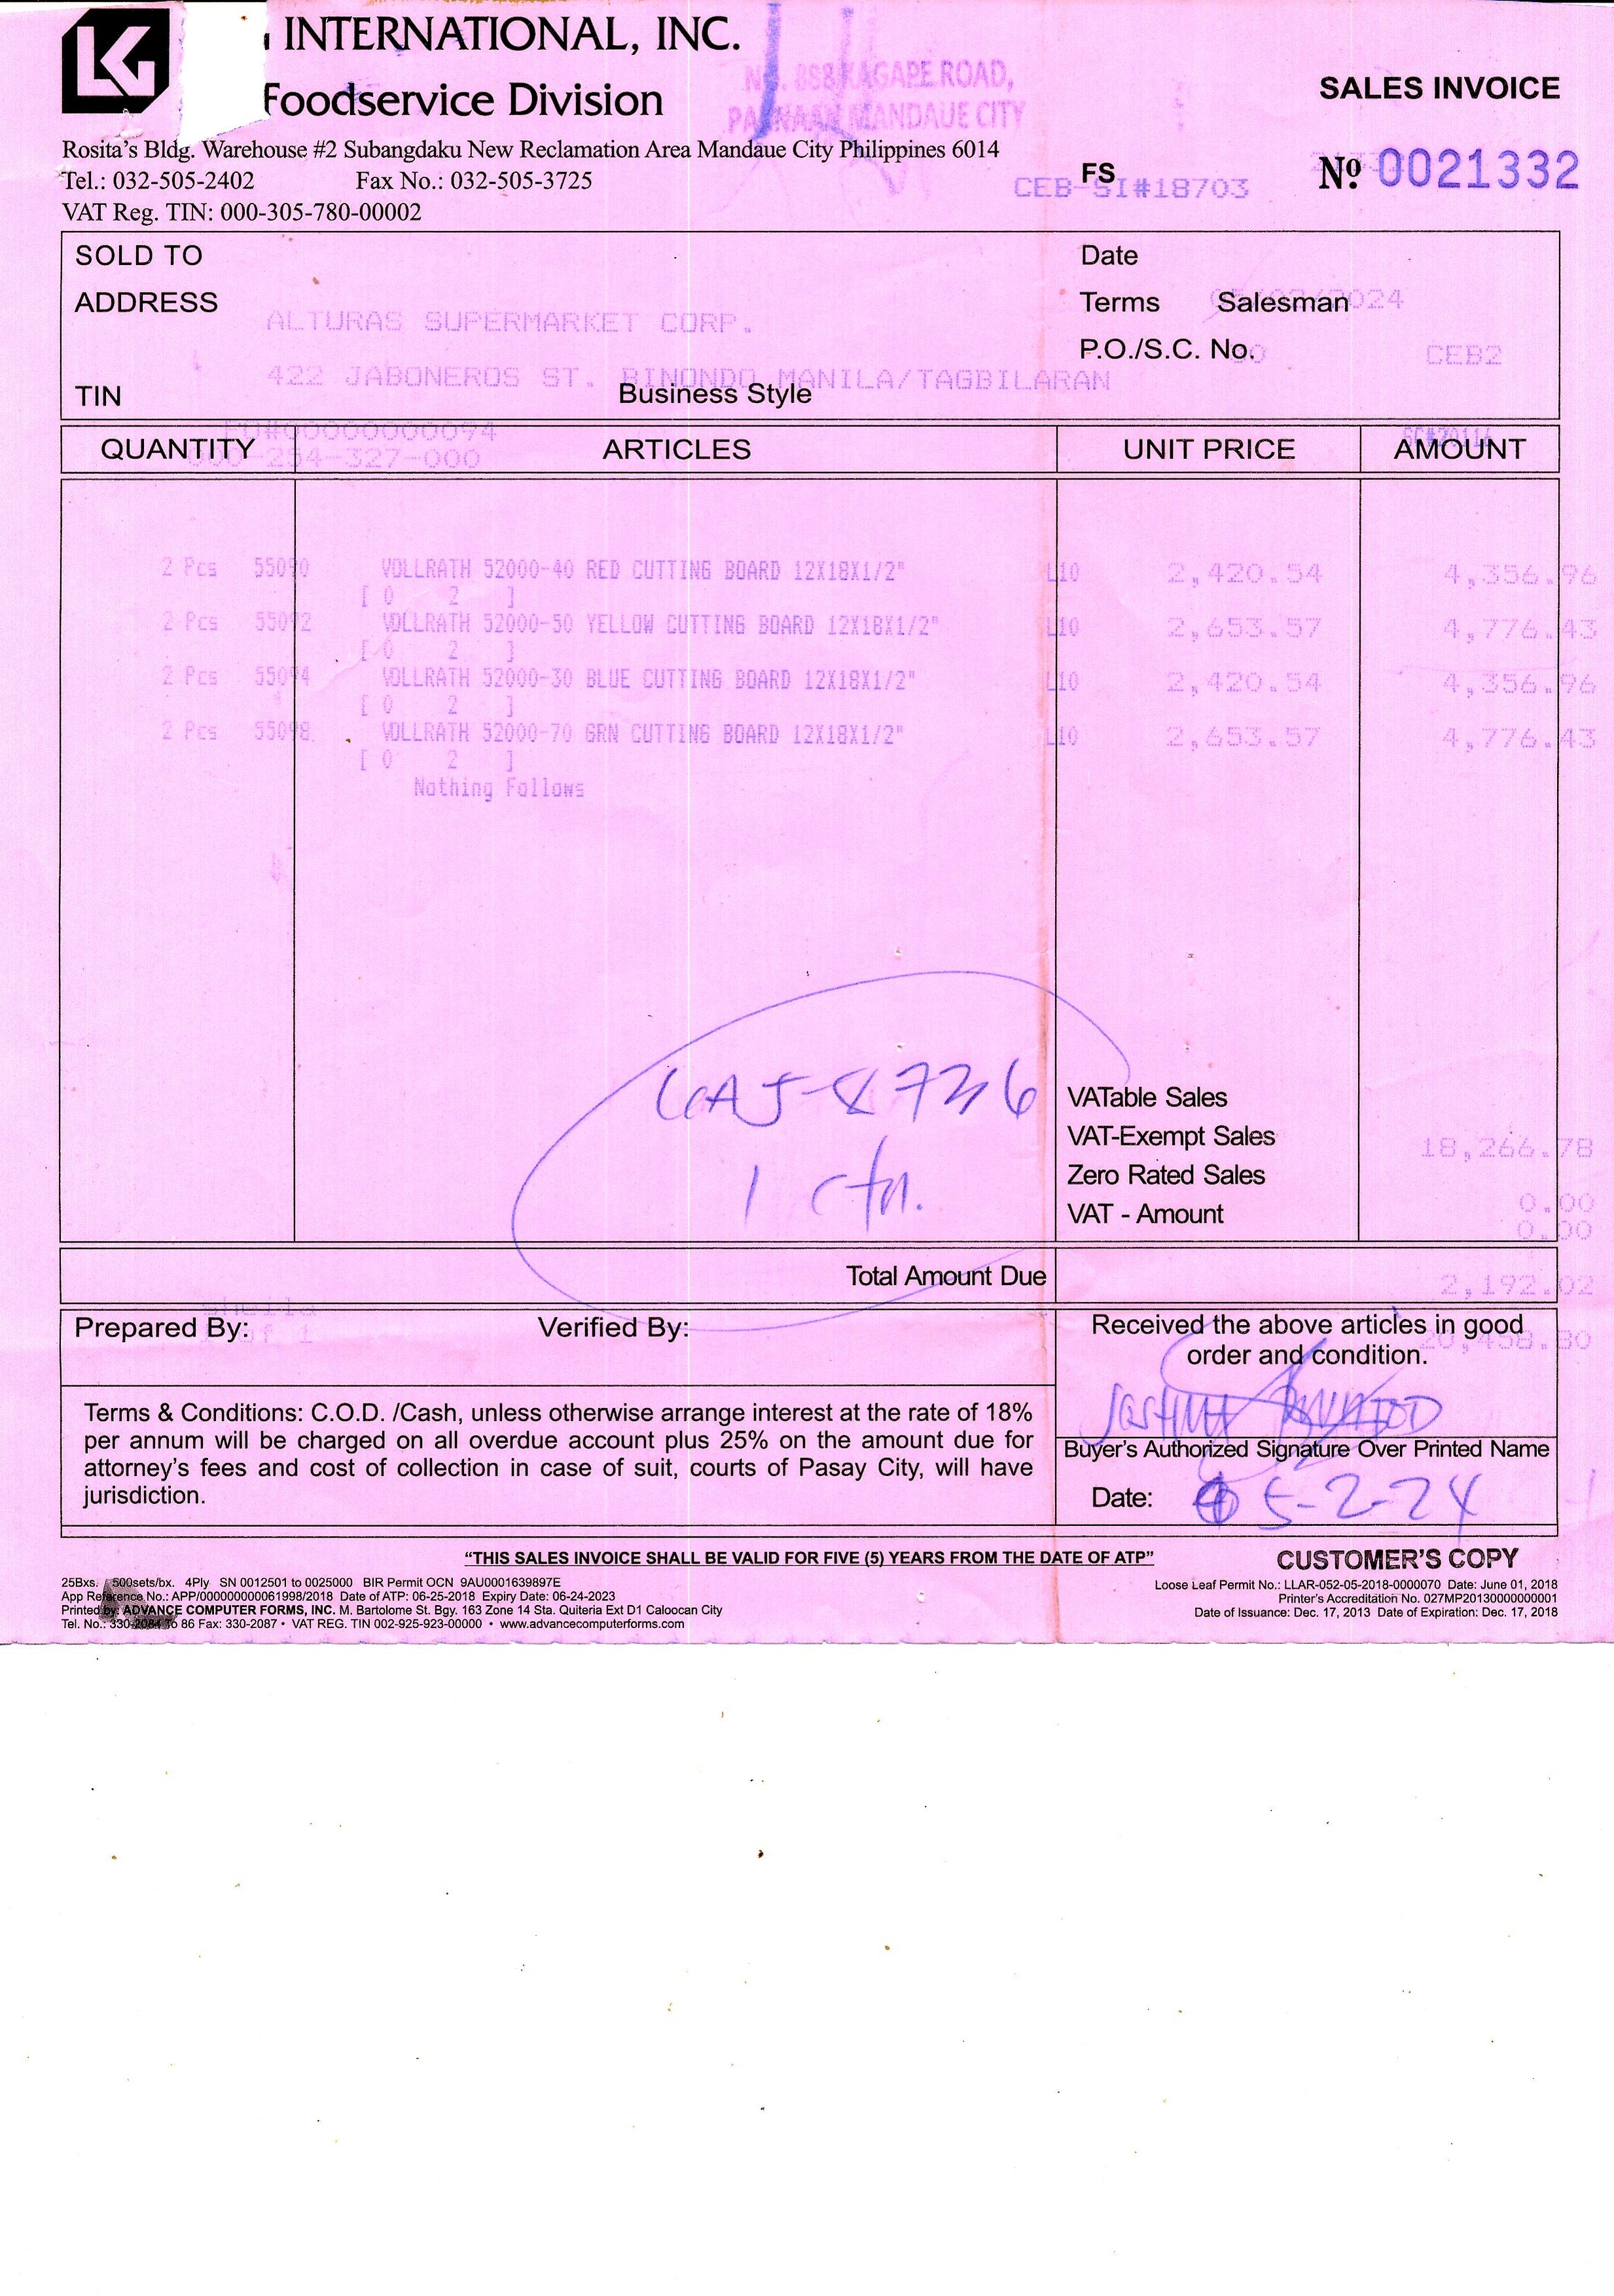 LKG
INTERNATIONAL, INC.
Foodservice Division
No. 888 KAGAPE ROAD,
MANDAUE CITY
SALES INVOICE
Rosita's Bldg. Warehouse #2 Subangdaku New Reclamation Area Mandaue City Philippines 6014
Tel.: 032-505-2402 Fax No.: 032-505-3725
VAT Reg. TIN: 000-305-780-00002
FS
CEB-SI#18703
Nº 0021332
SOLD TO
ADDRESS
ALTURAS SUPERMARKET CORP.
422 JABONEROS ST. BINONDO MANILA/TAGBILARAN
TIN
Business Style
Date
Terms Salesman
2024
P.O./S.C. No.
CEB2
PO#00000000094
000-254-327-000
QUANTITY ARTICLES UNIT PRICE AMOUNT
2 Pcs 55090 VOLLRATH 52000-40 RED CUTTING BOARD 12X18X1/2" L10 2,420.54 4,356.96
[ 0 2 ]
2 Pcs 55092 VOLLRATH 52000-50 YELLOW CUTTING BOARD 12X18X1/2" L10 2,653.57 4,776.43
[ 0 2 ]
2 Pcs 55094 VOLLRATH 52000-30 BLUE CUTTING BOARD 12X18X1/2" L10 2,420.54 4,356.96
[ 0 2 ]
2 Pcs 55098 VOLLRATH 52000-70 GRN CUTTING BOARD 12X18X1/2" L10 2,653.57 4,776.43
[ 0 2 ]
Nothing Follows
1 ctn.
VATable Sales
VAT-Exempt Sales
18,266.78
Zero Rated Sales
0.00
VAT - Amount
0.00
Total Amount Due
2,192.02
sheila
1 of 1
Prepared By: Verified By:
Received the above articles in good
order and condition.
20,458.80
Buyer's Authorized Signature Over Printed Name
Date: 5-2-24
Terms & Conditions: C.O.D. /Cash, unless otherwise arrange interest at the rate of 18%
per annum will be charged on all overdue account plus 25% on the amount due for
attorney's fees and cost of collection in case of suit, courts of Pasay City, will have
jurisdiction.
"THIS SALES INVOICE SHALL BE VALID FOR FIVE (5) YEARS FROM THE DATE OF ATP"
CUSTOMER'S COPY
25Bxs. 500sets/bx. 4Ply SN 0012501 to 0025000 BIR Permit OCN 9AU0001639897E
App Reference No.: APP/000000000061998/2018 Date of ATP: 06-25-2018 Expiry Date: 06-24-2023
Printed by: ADVANCE COMPUTER FORMS, INC. M. Bartolome St. Bgy. 163 Zone 14 Sta. Quiteria Ext D1 Caloocan City
Tel. No.: 330-2084 To 86 Fax: 330-2087 • VAT REG. TIN 002-925-923-00000 • www.advancecomputerforms.com
Loose Leaf Permit No.: LLAR-052-05-2018-0000070 Date: June 01, 2018
Printer's Accreditation No. 027MP20130000000001
Date of Issuance: Dec. 17, 2013 Date of Expiration: Dec. 17, 2018